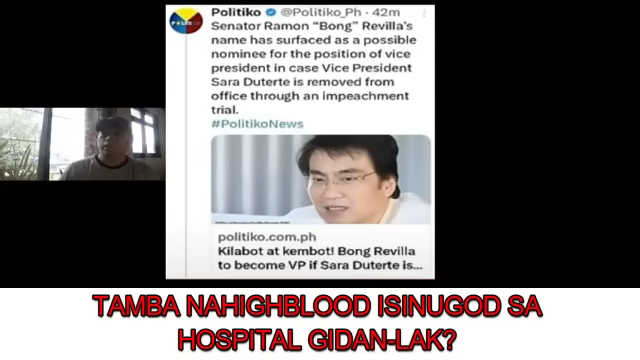 Politiko @Politiko_Ph · 42m
Senator Ramon “Bong” Revilla's
name has surfaced as a possible
nominee for the position of vice
president in case Vice President
Sara Duterte is removed from
office through an impeachment
trial.
#PolitikoNews
politiko.com.ph
Kilabot at kembot! Bong Revilla
to become VP if Sara Duterte is...
TAMBA NAHIGHBLOOD ISINUGOD SA
HOSPITAL GIDAN-LAK?